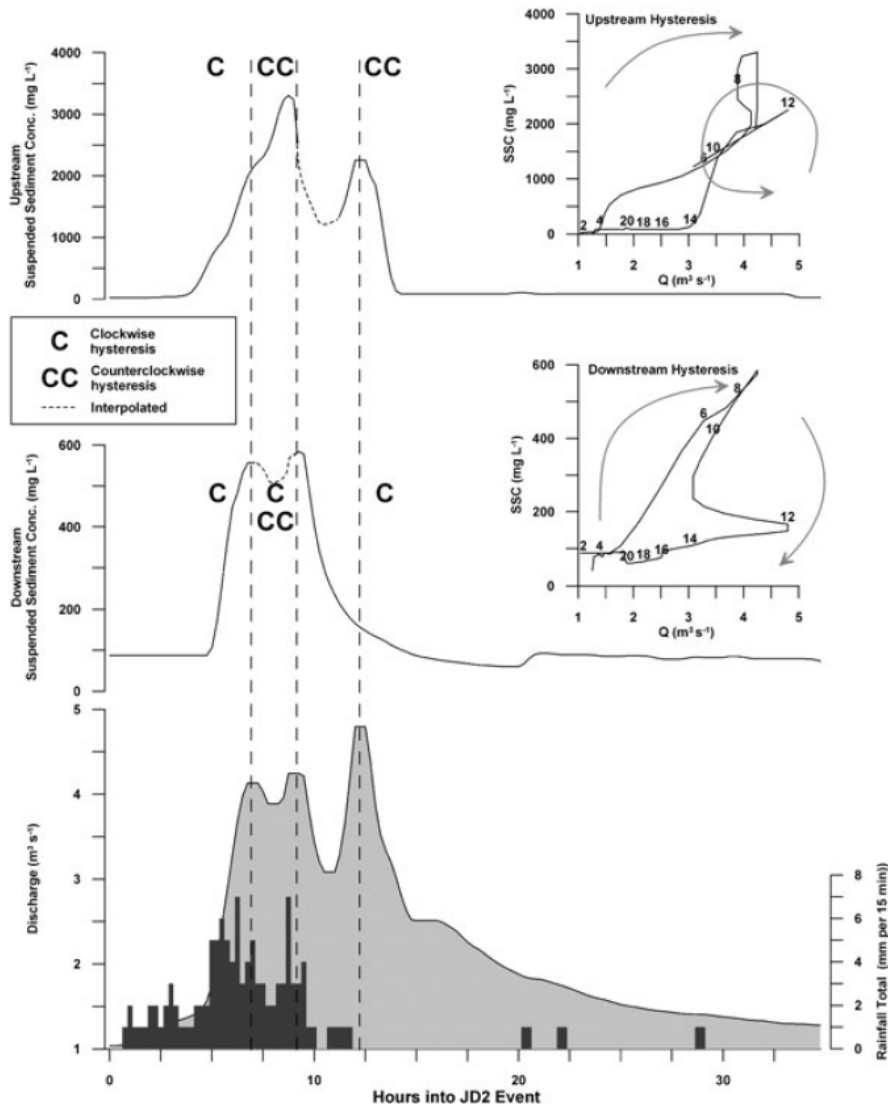 Upstream
Suspended Sediment Conc. (mg L-1)
4000
3000
2000
1000
0
C
CC
CC
Upstream Hysteresis
SSC (mg L-1)
4000
3000
2000
1000
0
8
12
10
6
2
4
20
18
16
14
1
2
3
4
5
Q (m3 s-1)
C
Clockwise
hysteresis
CC
Counterclockwise
hysteresis
Interpolated
Downstream
Suspended Sediment Conc. (mg L-1)
600
400
200
0
C
C
CC
C
Downstream Hysteresis
SSC (mg L-1)
600
400
200
0
8
6
10
12
14
2
4
20
18
16
1
2
3
4
5
Q (m3 s-1)
Discharge (m3 s-1)
5
4
3
2
1
Rainfall Total (mm per 15 min))
8
6
4
2
0
0
10
20
30
Hours into JD2 Event